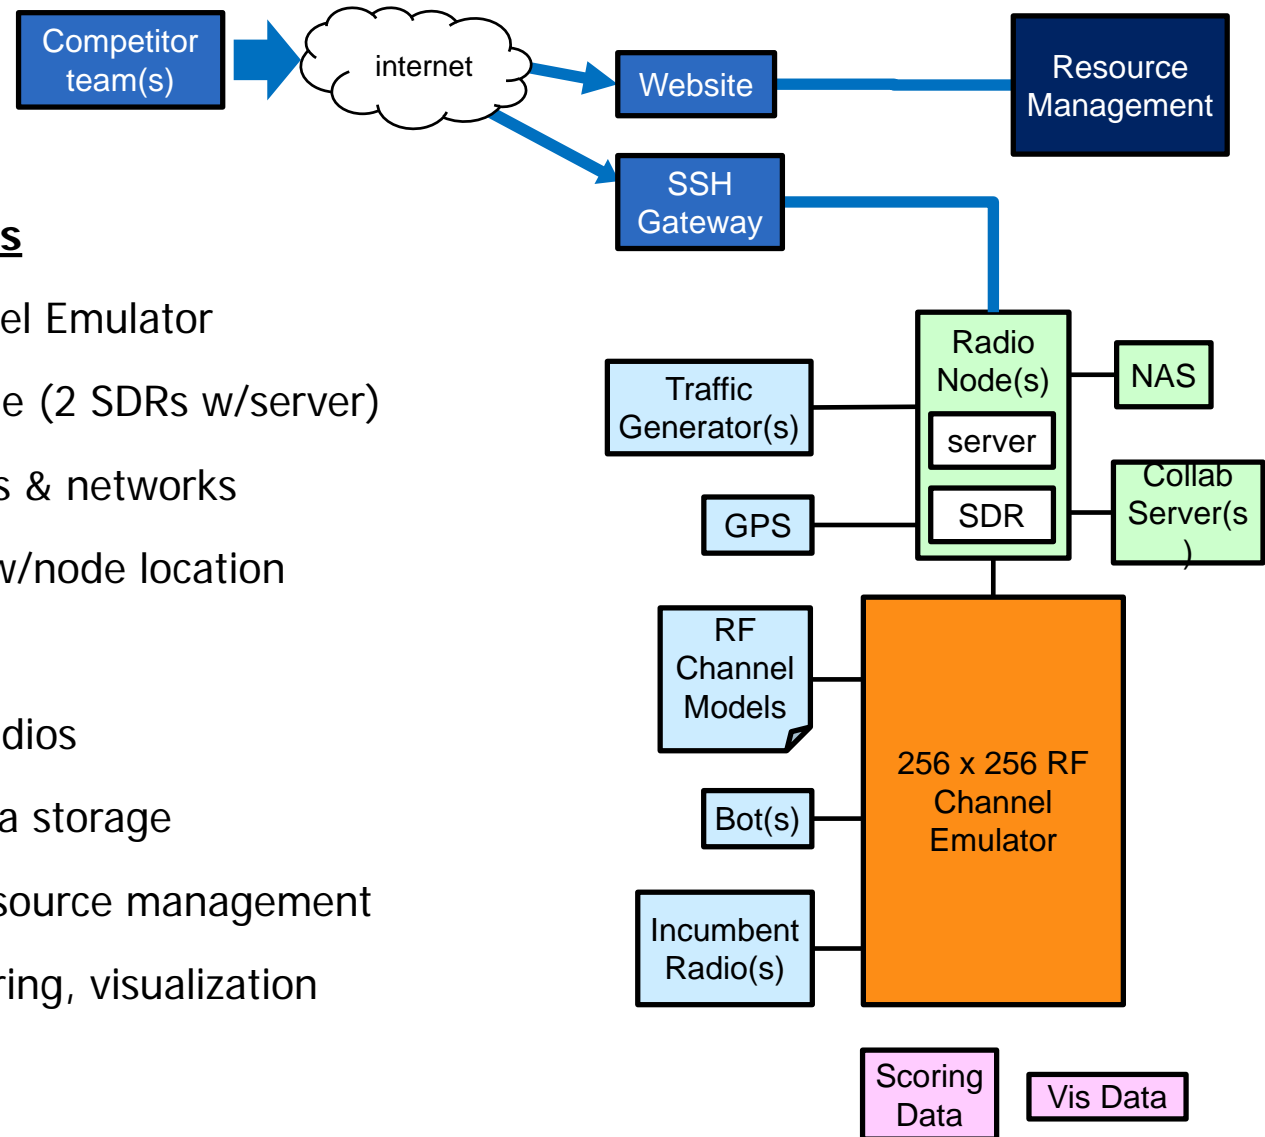 Competitor
team(s)
internet
Website
Resource
Management
SSH
Gateway
s
el Emulator
e (2 SDRs w/server)
s & networks
w/node location
dios
a storage
source management
ring, visualization
Radio
Node(s)
server
SDR
NAS
Collab
Server(s
)
Traffic
Generator(s)
GPS
RF
Channel
Models
Bot(s)
Incumbent
Radio(s)
256 x 256 RF
Channel
Emulator
Scoring
Data
Vis Data